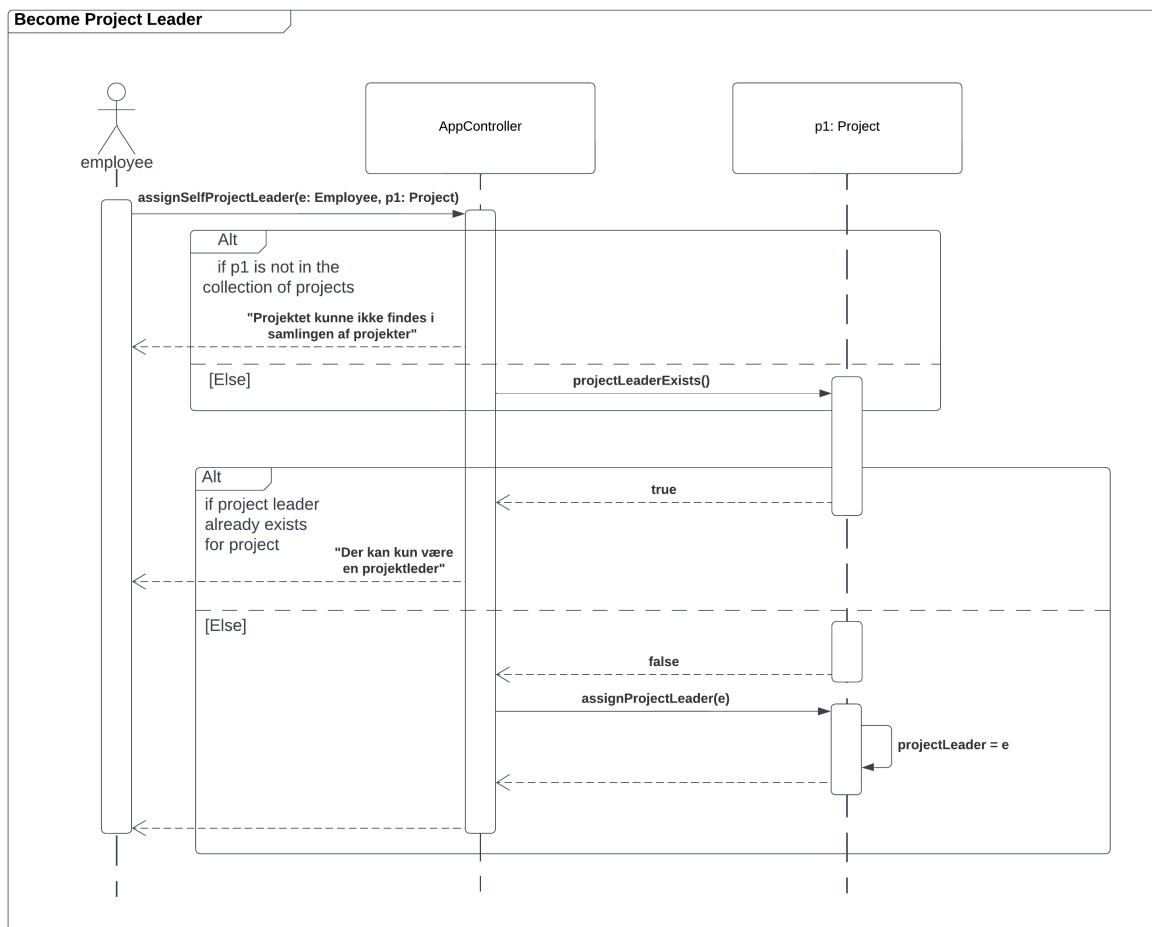 Become Project Leader
AppController
p1: Project
employee
assignSelfProjectLeader(e: Employee, p1: Project)
Alt
if p1 is not in the
collection of projects
"Projektet kunne ikke findes i
samlingen af projekter"
[Else]
projectLeaderExists()
Alt
true
if project leader
already exists
for project
"Der kan kun være
en projektleder"
[Else]
false
assignProjectLeader(e)
projectLeader = e